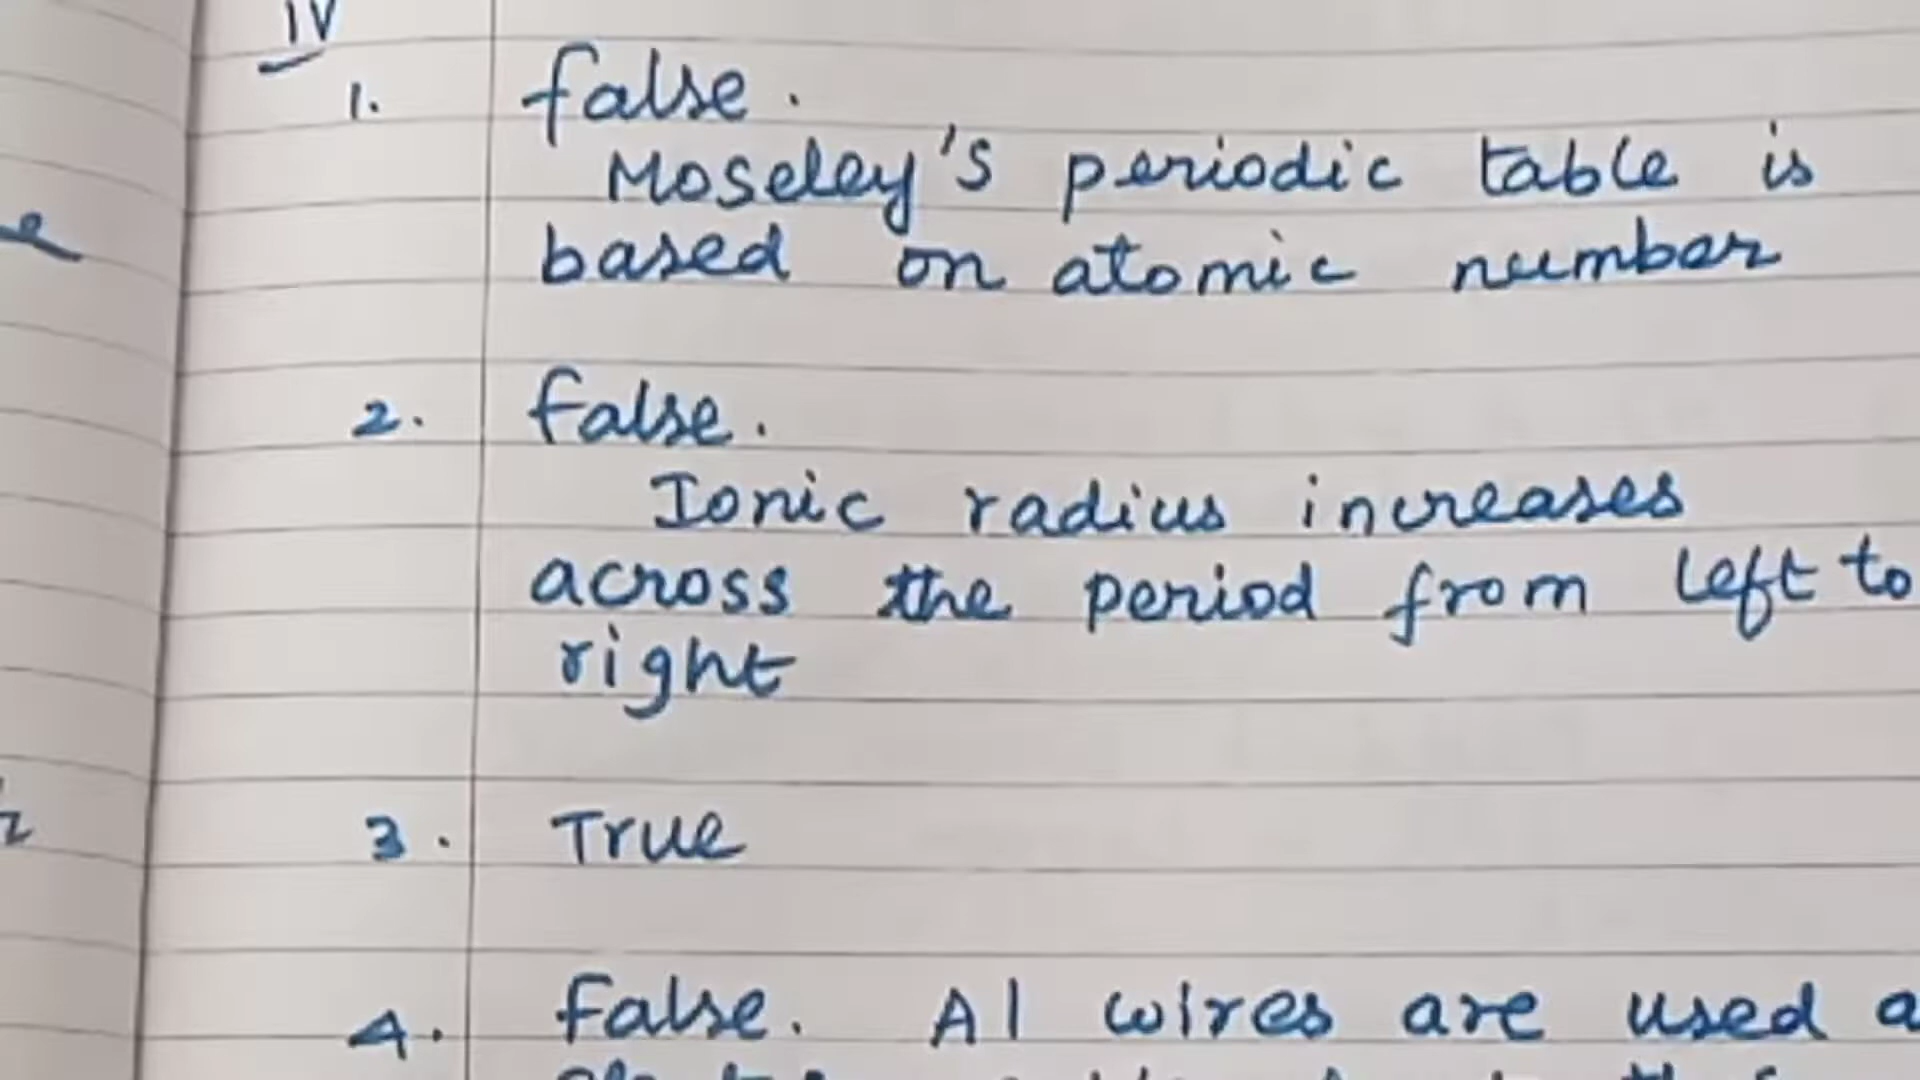 IV
1. false.
Moseley's periodic table is
based on atomic number
2. false.
Ionic radius increases
across the period from left to
right
3. True
4. false. Al wires are used a